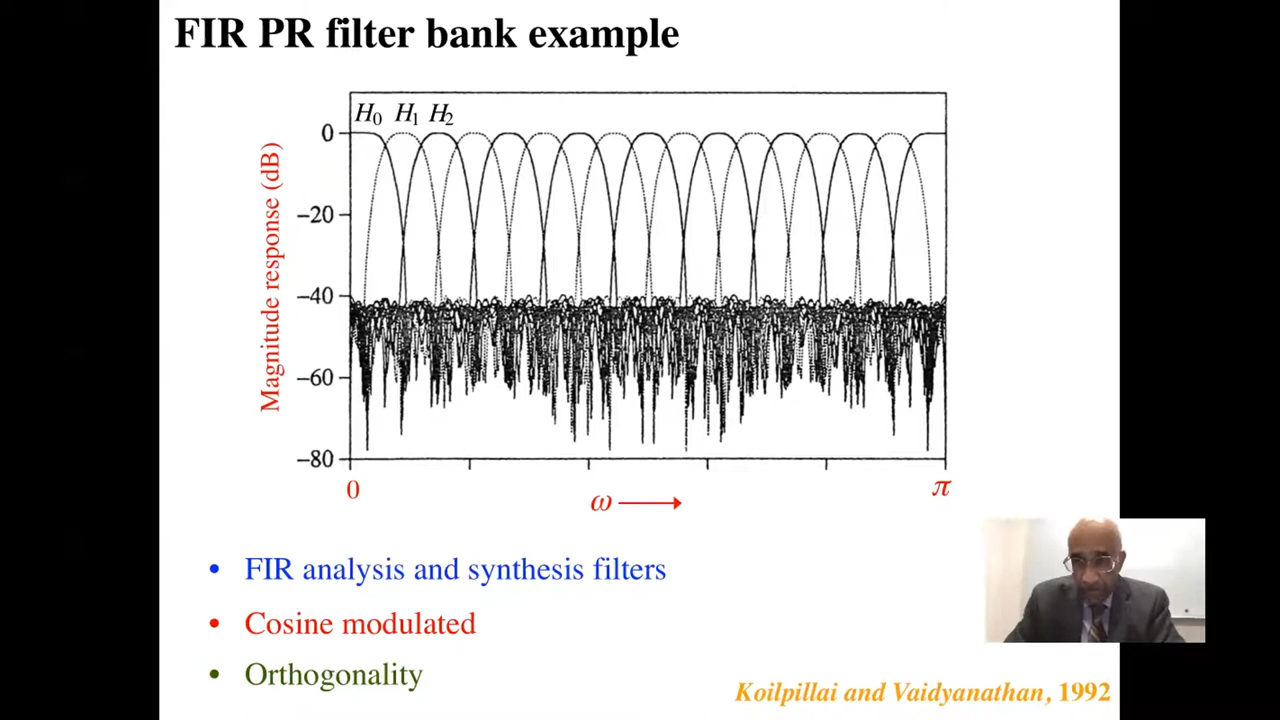 FIR PR filter bank example
H0 H1 H2
Magnitude response (dB)
0
−20
−40
−60
−80
0
π
ω
• FIR analysis and synthesis filters
• Cosine modulated
• Orthogonality
Koilpillai and Vaidyanathan, 1992